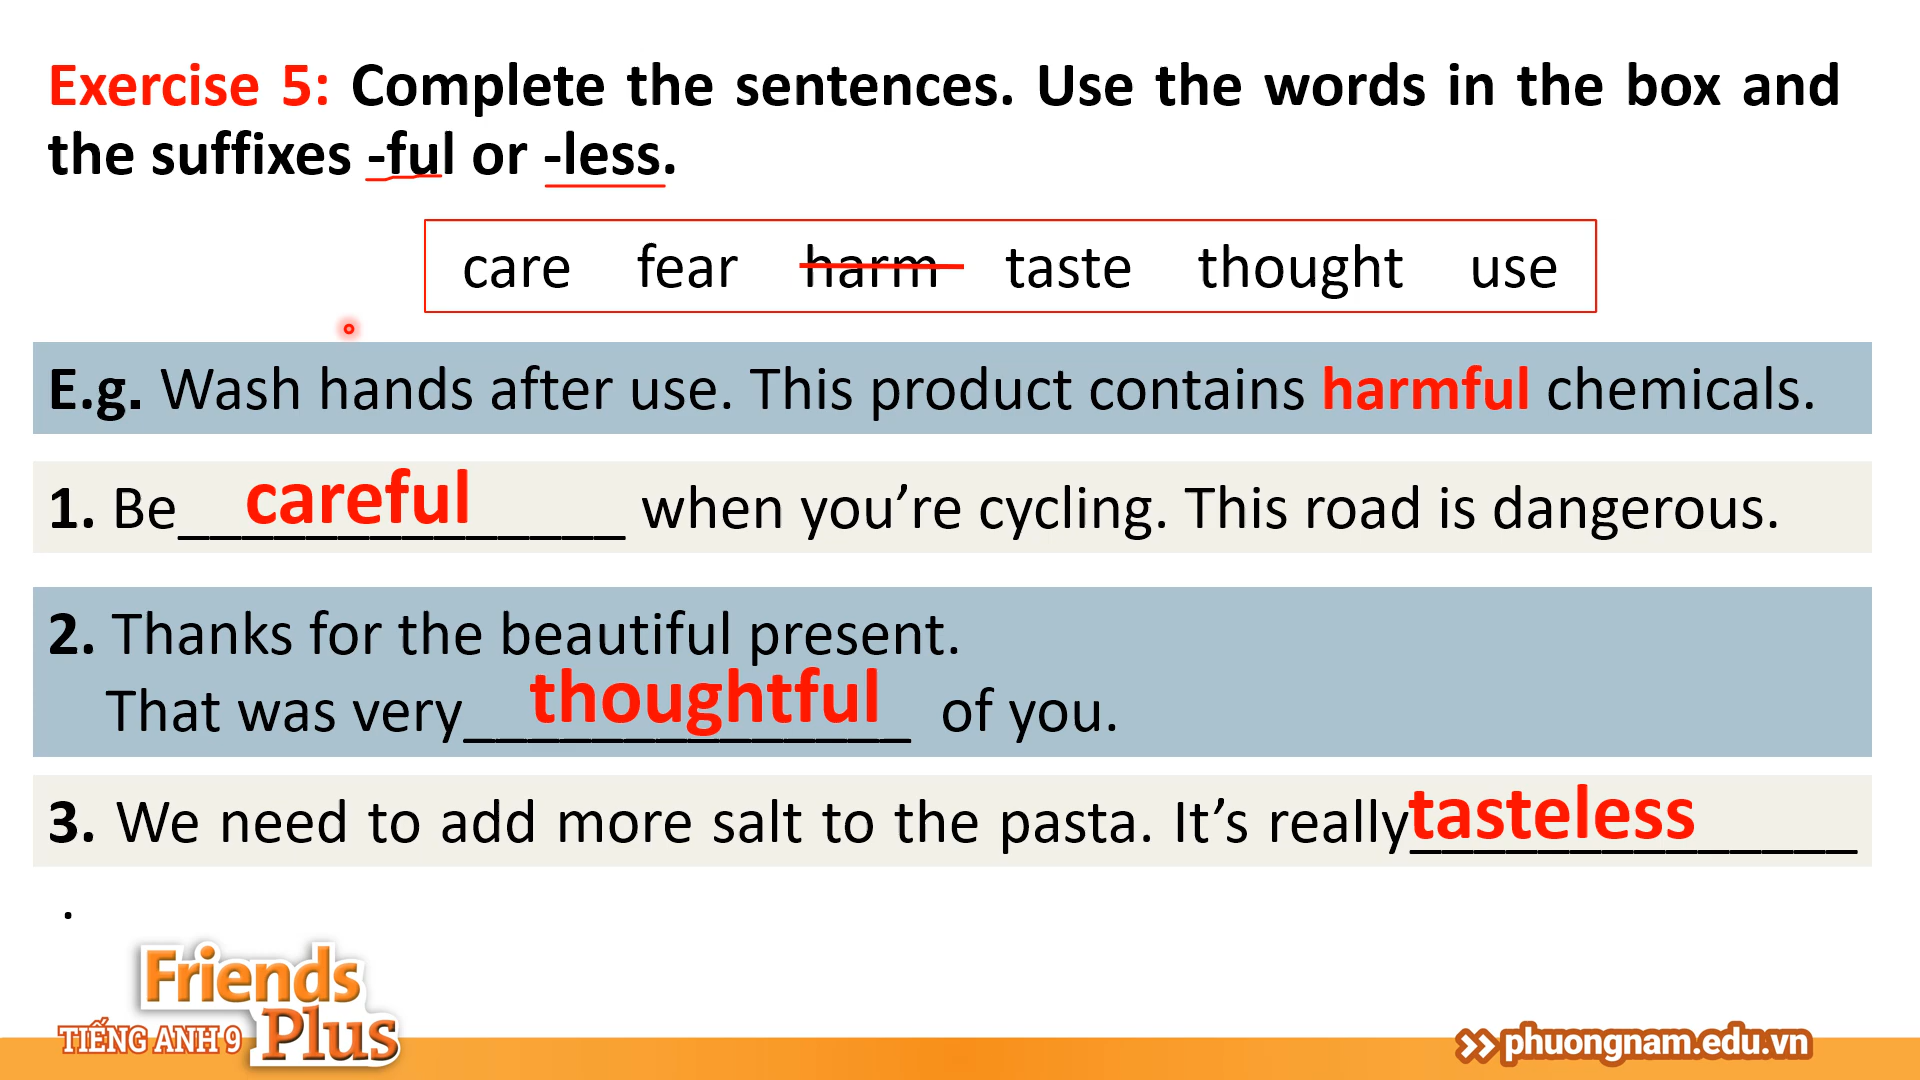 Exercise 5: Complete the sentences. Use the words in the box and
the suffixes -ful or -less.
care fear harm taste thought use
E.g. Wash hands after use. This product contains harmful chemicals.
1. Be______________ careful when you’re cycling. This road is dangerous.
2. Thanks for the beautiful present.
That was very______________ thoughtful of you.
3. We need to add more salt to the pasta. It’s really______________ tasteless
.
Friends
Plus
TIẾNG ANH 9
phuongnam.edu.vn